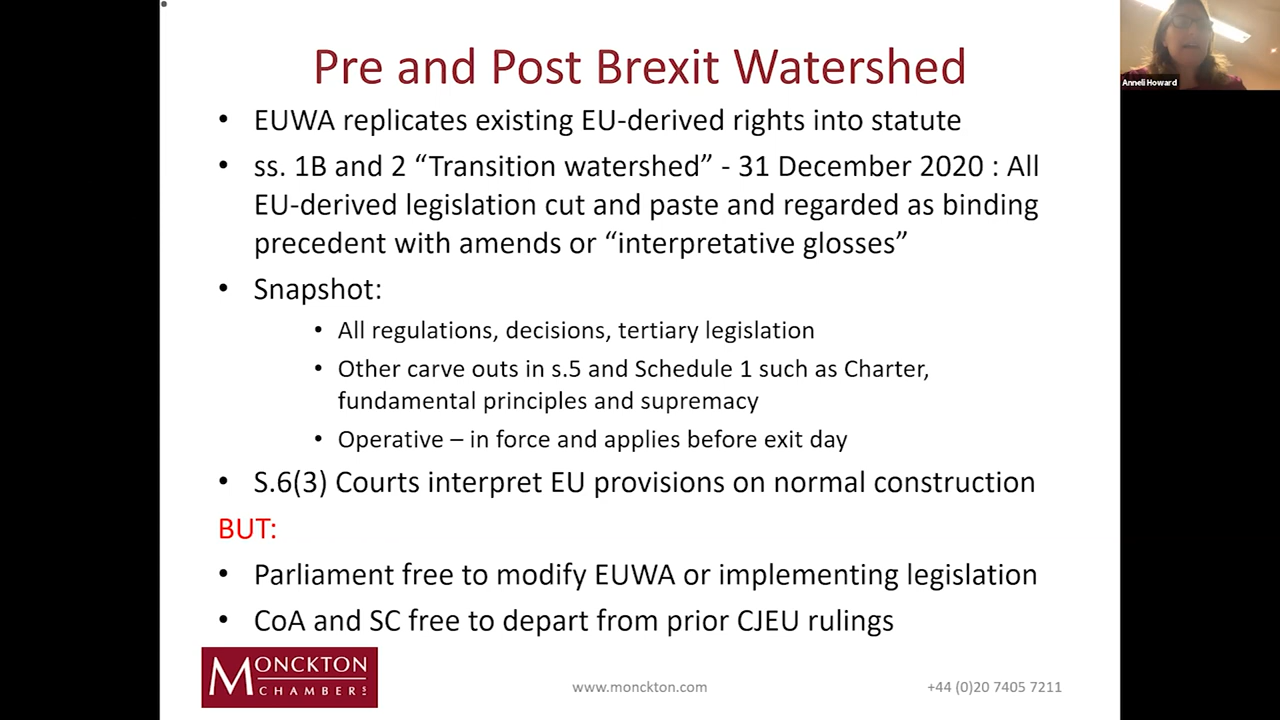 Pre and Post Brexit Watershed
Anneli Howard
• EUWA replicates existing EU-derived rights into statute
• ss. 1B and 2 “Transition watershed” - 31 December 2020 : All
EU-derived legislation cut and paste and regarded as binding
precedent with amends or “interpretative glosses”
• Snapshot:
• All regulations, decisions, tertiary legislation
• Other carve outs in s.5 and Schedule 1 such as Charter,
fundamental principles and supremacy
• Operative – in force and applies before exit day
• S.6(3) Courts interpret EU provisions on normal construction
BUT:
• Parliament free to modify EUWA or implementing legislation
• CoA and SC free to depart from prior CJEU rulings
MONCKTON
CHAMBERS
www.monckton.com
+44 (0)20 7405 7211